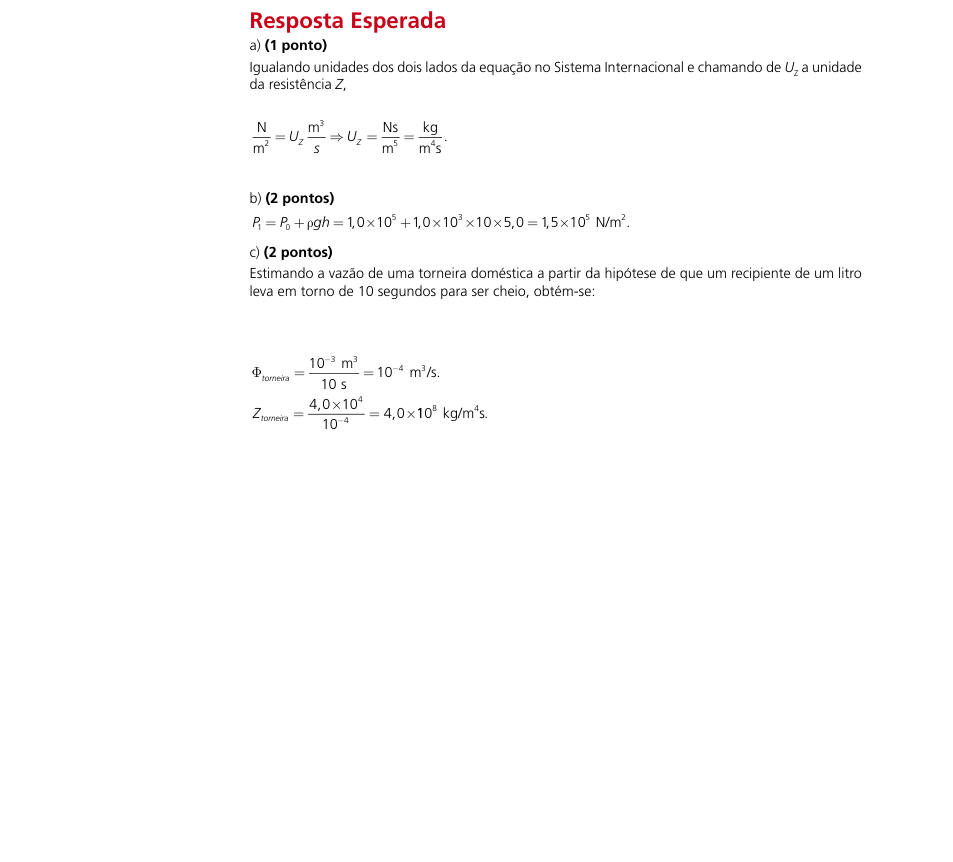 Resposta Esperada
a) (1 ponto)
Igualando unidades dos dois lados da equação no Sistema Internacional e chamando de U_Z a unidade
da resistência Z,
N/m² = U_Z m³/s ⇒ U_Z = Ns/m⁵ = kg/m⁴s.
b) (2 pontos)
P₁ = P₀ + ρgh = 1,0×10⁵ + 1,0×10³ ×10×5,0 = 1,5×10⁵ N/m².
c) (2 pontos)
Estimando a vazão de uma torneira doméstica a partir da hipótese de que um recipiente de um litro
leva em torno de 10 segundos para ser cheio, obtém-se:
Φ_torneira = 10⁻³ m³/10 s = 10⁻⁴ m³/s.
Z_torneira = 4,0×10⁴/10⁻⁴ = 4,0×10⁸ kg/m⁴s.